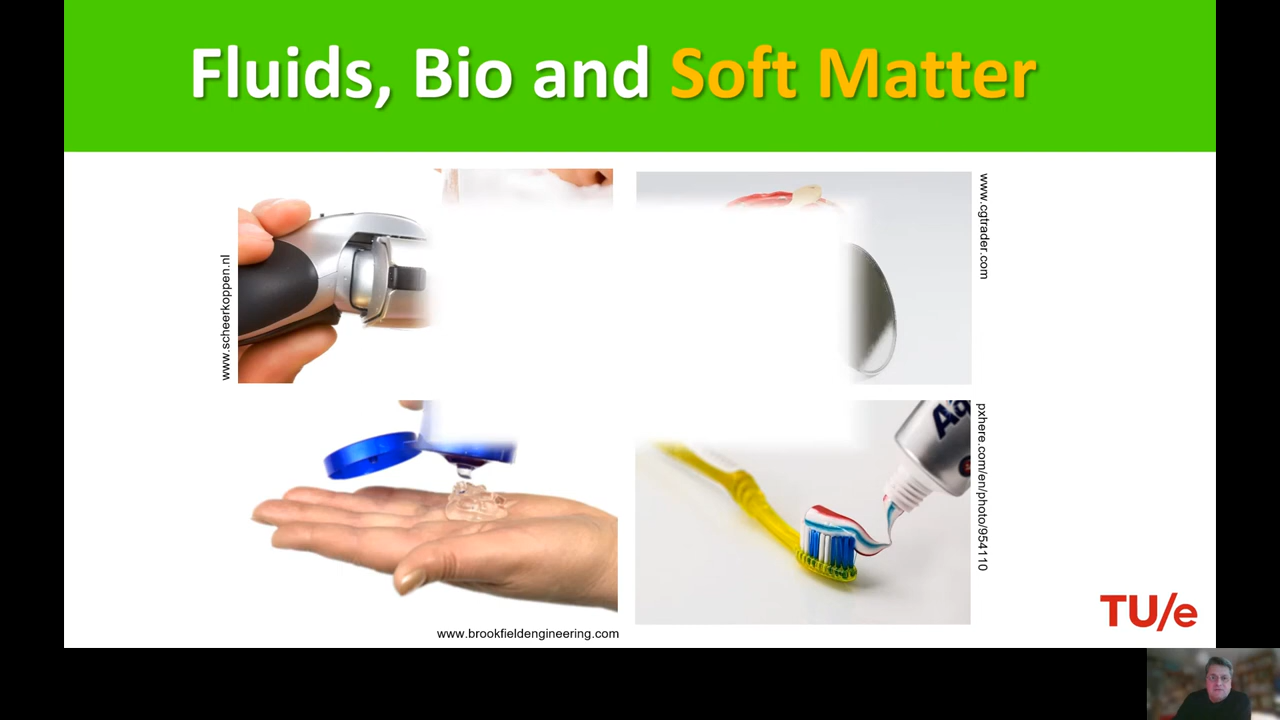 Fluids, Bio and Soft Matter
www.scheerkoppen.nl
www.cgtrader.com
pxhere.com/en/photo/954110
www.brookfieldengineering.com
TU/e